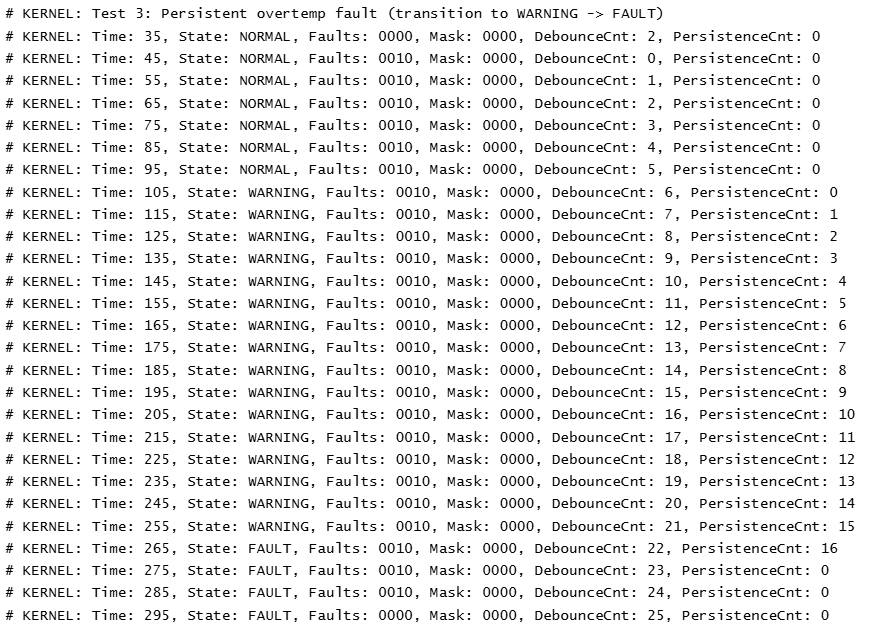 # KERNEL: Test 3: Persistent overtemp fault (transition to WARNING -> FAULT)
# KERNEL: Time: 35, State: NORMAL, Faults: 0000, Mask: 0000, DebounceCnt: 2, PersistenceCnt: 0
# KERNEL: Time: 45, State: NORMAL, Faults: 0010, Mask: 0000, DebounceCnt: 0, PersistenceCnt: 0
# KERNEL: Time: 55, State: NORMAL, Faults: 0010, Mask: 0000, DebounceCnt: 1, PersistenceCnt: 0
# KERNEL: Time: 65, State: NORMAL, Faults: 0010, Mask: 0000, DebounceCnt: 2, PersistenceCnt: 0
# KERNEL: Time: 75, State: NORMAL, Faults: 0010, Mask: 0000, DebounceCnt: 3, PersistenceCnt: 0
# KERNEL: Time: 85, State: NORMAL, Faults: 0010, Mask: 0000, DebounceCnt: 4, PersistenceCnt: 0
# KERNEL: Time: 95, State: NORMAL, Faults: 0010, Mask: 0000, DebounceCnt: 5, PersistenceCnt: 0
# KERNEL: Time: 105, State: WARNING, Faults: 0010, Mask: 0000, DebounceCnt: 6, PersistenceCnt: 0
# KERNEL: Time: 115, State: WARNING, Faults: 0010, Mask: 0000, DebounceCnt: 7, PersistenceCnt: 1
# KERNEL: Time: 125, State: WARNING, Faults: 0010, Mask: 0000, DebounceCnt: 8, PersistenceCnt: 2
# KERNEL: Time: 135, State: WARNING, Faults: 0010, Mask: 0000, DebounceCnt: 9, PersistenceCnt: 3
# KERNEL: Time: 145, State: WARNING, Faults: 0010, Mask: 0000, DebounceCnt: 10, PersistenceCnt: 4
# KERNEL: Time: 155, State: WARNING, Faults: 0010, Mask: 0000, DebounceCnt: 11, PersistenceCnt: 5
# KERNEL: Time: 165, State: WARNING, Faults: 0010, Mask: 0000, DebounceCnt: 12, PersistenceCnt: 6
# KERNEL: Time: 175, State: WARNING, Faults: 0010, Mask: 0000, DebounceCnt: 13, PersistenceCnt: 7
# KERNEL: Time: 185, State: WARNING, Faults: 0010, Mask: 0000, DebounceCnt: 14, PersistenceCnt: 8
# KERNEL: Time: 195, State: WARNING, Faults: 0010, Mask: 0000, DebounceCnt: 15, PersistenceCnt: 9
# KERNEL: Time: 205, State: WARNING, Faults: 0010, Mask: 0000, DebounceCnt: 16, PersistenceCnt: 10
# KERNEL: Time: 215, State: WARNING, Faults: 0010, Mask: 0000, DebounceCnt: 17, PersistenceCnt: 11
# KERNEL: Time: 225, State: WARNING, Faults: 0010, Mask: 0000, DebounceCnt: 18, PersistenceCnt: 12
# KERNEL: Time: 235, State: WARNING, Faults: 0010, Mask: 0000, DebounceCnt: 19, PersistenceCnt: 13
# KERNEL: Time: 245, State: WARNING, Faults: 0010, Mask: 0000, DebounceCnt: 20, PersistenceCnt: 14
# KERNEL: Time: 255, State: WARNING, Faults: 0010, Mask: 0000, DebounceCnt: 21, PersistenceCnt: 15
# KERNEL: Time: 265, State: FAULT, Faults: 0010, Mask: 0000, DebounceCnt: 22, PersistenceCnt: 16
# KERNEL: Time: 275, State: FAULT, Faults: 0010, Mask: 0000, DebounceCnt: 23, PersistenceCnt: 0
# KERNEL: Time: 285, State: FAULT, Faults: 0010, Mask: 0000, DebounceCnt: 24, PersistenceCnt: 0
# KERNEL: Time: 295, State: FAULT, Faults: 0000, Mask: 0000, DebounceCnt: 25, PersistenceCnt: 0